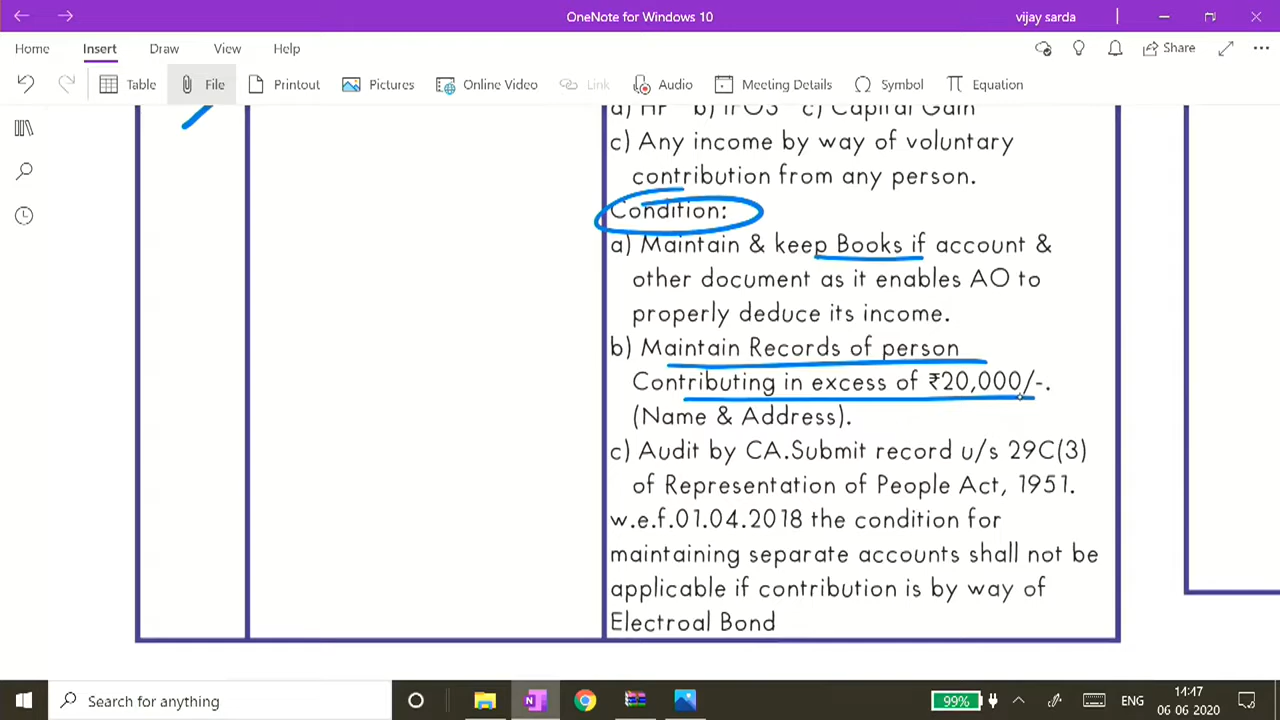 OneNote for Windows 10
vijay sarda
Home Insert Draw View Help
Share
Table File Printout Pictures Online Video Link Audio Meeting Details Symbol Equation
a) HP b) IFOS c) Capital Gain
c) Any income by way of voluntary
contribution from any person.
Condition:
a) Maintain & keep Books if account &
other document as it enables AO to
properly deduce its income.
b) Maintain Records of person
Contributing in excess of ₹20,000/-.
(Name & Address).
c) Audit by CA.Submit record u/s 29C(3)
of Representation of People Act, 1951.
w.e.f.01.04.2018 the condition for
maintaining separate accounts shall not be
applicable if contribution is by way of
Electroal Bond
Search for anything
99%
ENG
14:47
06-06-2020